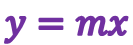 y = mx